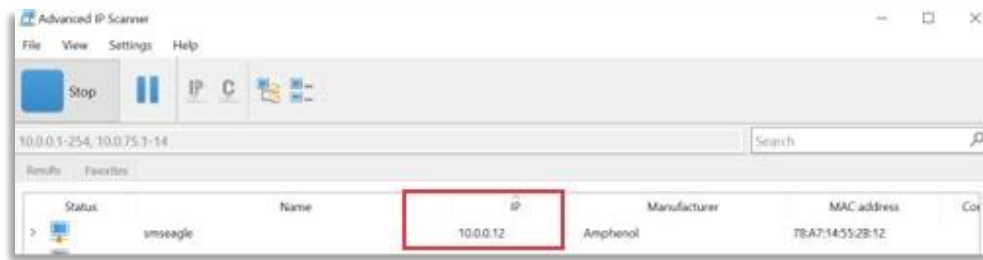 Advanced IP Scanner
File View Settings Help
Stop IP C
10.0.0.1-254, 10.0.75.1-14 Search
Results Favorites
Status Name IP Manufacturer MAC address
smseagle 10.0.0.12 Amphenol 78:A7:14:55:2B:12